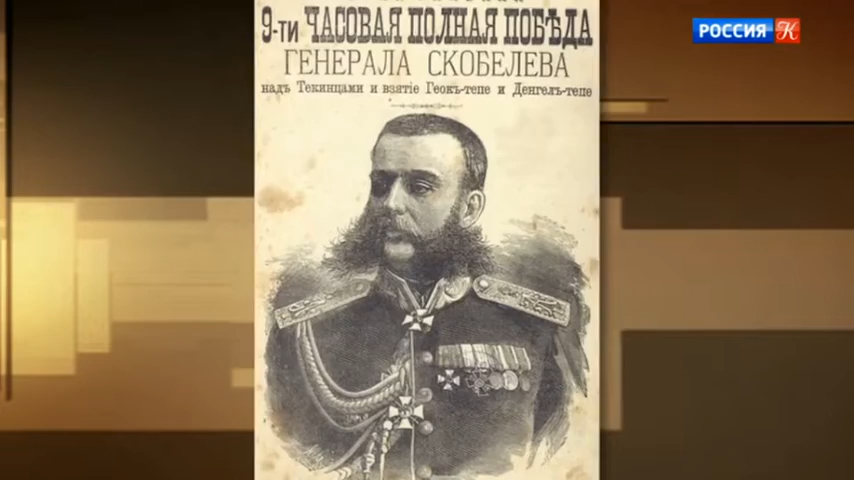 9-ти ЧАСОВАЯ ПОЛНАЯ ПОБѢДА
ГЕНЕРАЛА СКОБЕЛЕВА
надъ Текинцами и взятіе Геокъ-тепе и Денгелъ-тепе
РОССИЯ К